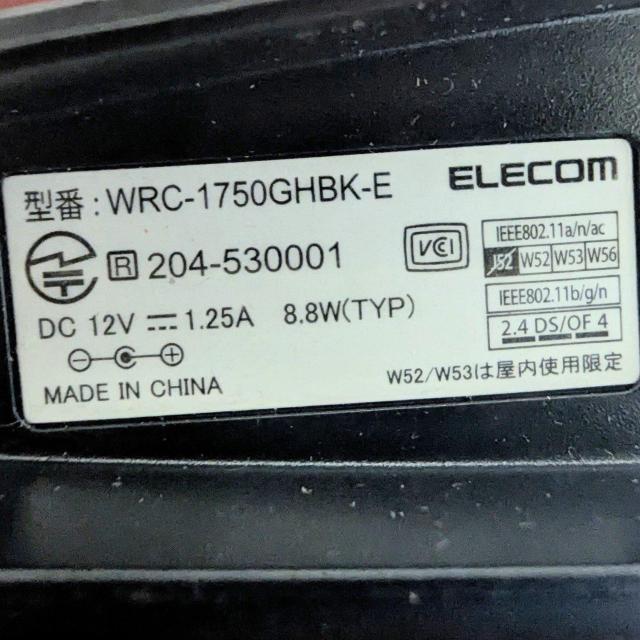 型番 : WRC-1750GHBK-E
ELECOM
R 204-530001
VCI
IEEE802.11a/n/ac
J52 W52 W53 W56
IEEE802.11b/g/n
2.4 DS/OF 4
DC 12V 1.25A 8.8W(TYP)
MADE IN CHINA
W52/W53は屋内使用限定